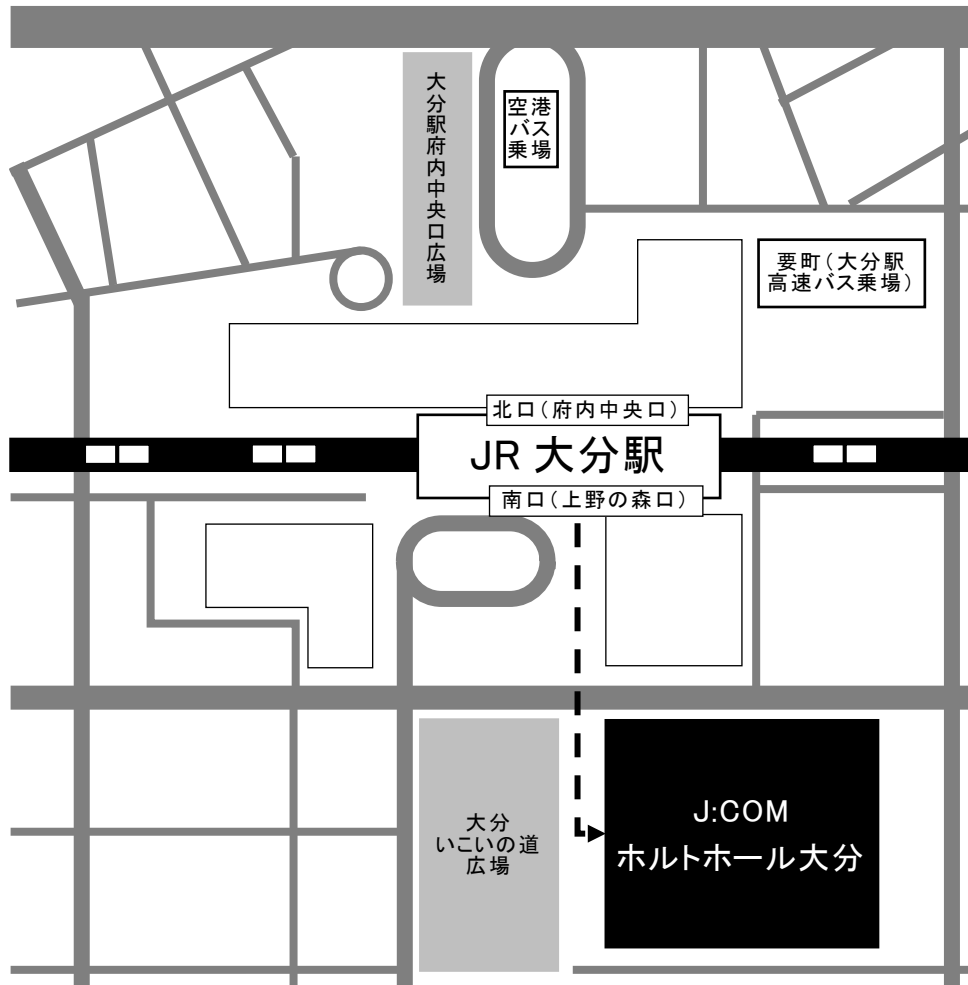 大分駅府内中央口広場
空港
バス
乗場
要町(大分駅
高速バス乗場)
北口(府内中央口)
JR 大分駅
南口(上野の森口)
大分
いこいの道
広場
J:COM
ホルトホール大分